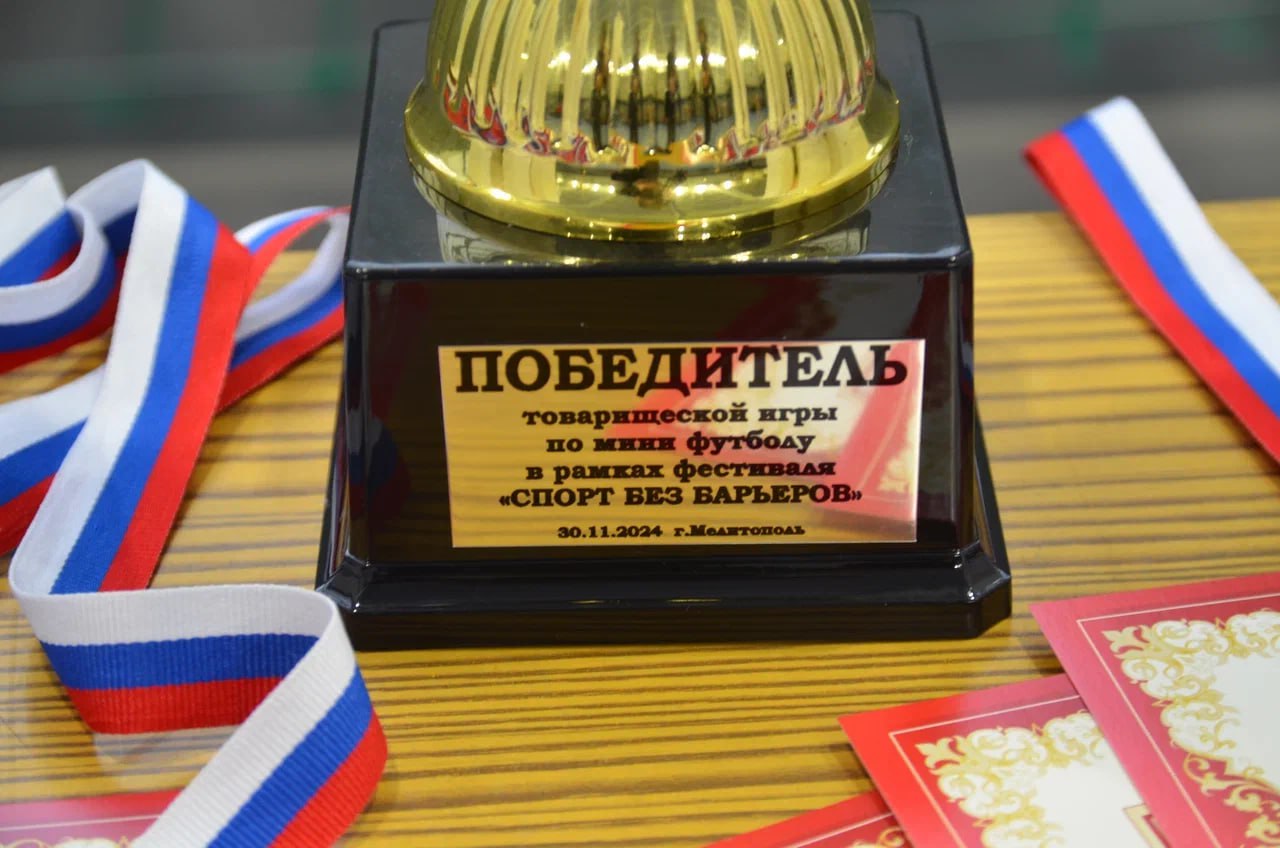 ПОБЕДИТЕЛЬ
товарищеской игры
по мини футболу
в рамках фестиваля
«СПОРТ БЕЗ БАРЬЕРОВ»
30.11.2024 г.Мелитополь